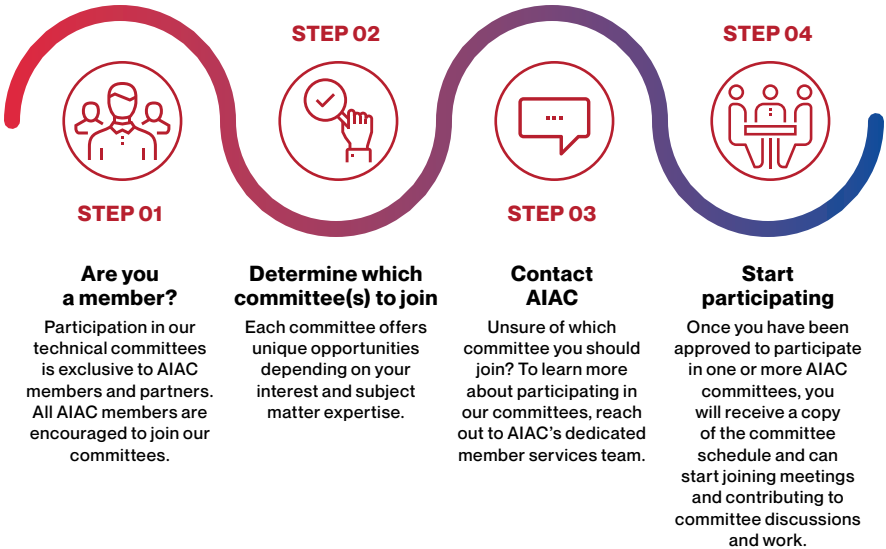 STEP 01
Are you
a member?
Participation in our
technical committees
is exclusive to AIAC
members and partners.
All AIAC members are
encouraged to join our
committees.
STEP 02
Determine which
committee(s) to join
Each committee offers
unique opportunities
depending on your
interest and subject
matter expertise.
STEP 03
Contact
AIAC
Unsure of which
committee you should
join? To learn more
about participating in
our committees, reach
out to AIAC’s dedicated
member services team.
STEP 04
Start
participating
Once you have been
approved to participate
in one or more AIAC
committees, you
will receive a copy
of the committee
schedule and can
start joining meetings
and contributing to
committee discussions
and work.